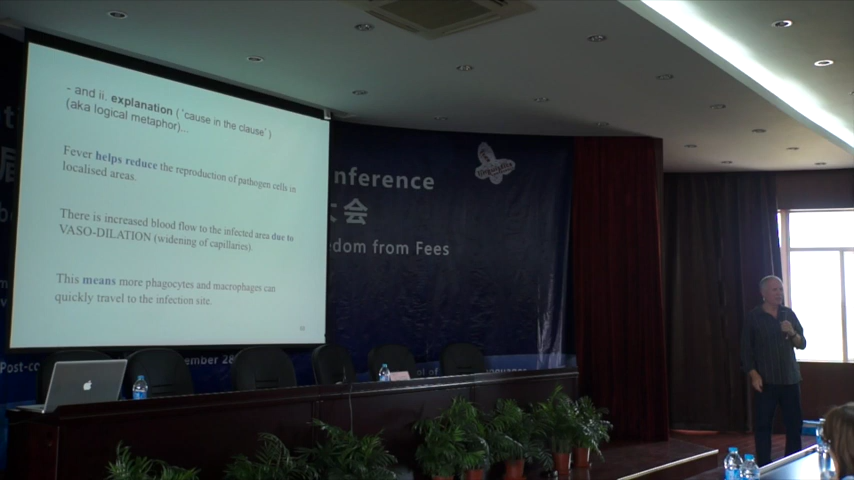 - and ii. explanation ( ´cause in the clause´ )
(aka logical metaphor)...
Fever helps reduce the reproduction of pathogen cells in
localised areas.
There is increased blood flow to the infected area due to
VASO-DILATION (widening of capillaries).
This means more phagocytes and macrophages can
quickly travel to the infection site.
nference
大会
edom from Fees
Post-co
ember 28